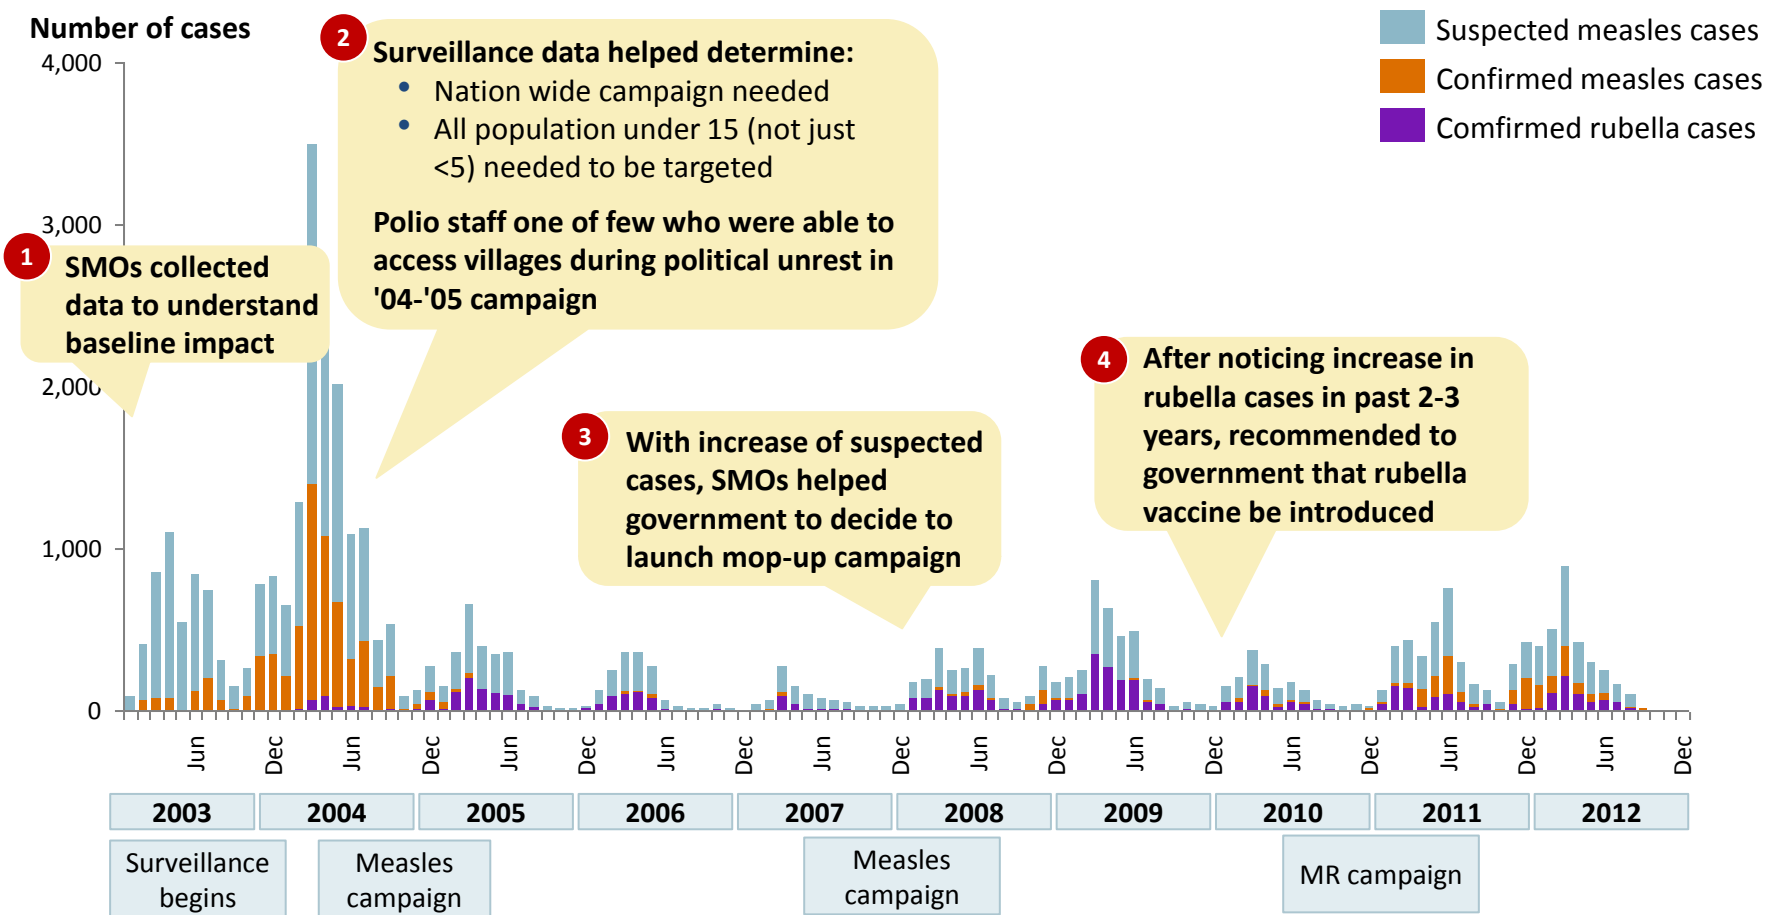 Number of cases
4,000
3,000
2,000
1,000
0
Suspected measles cases
Confirmed measles cases
Comfirmed rubella cases
1
SMOs collected
data to understand
baseline impact
2
Surveillance data helped determine:
• Nation wide campaign needed
• All population under 15 (not just
<5) needed to be targeted
Polio staff one of few who were able to
access villages during political unrest in
'04-'05 campaign
3
With increase of suspected
cases, SMOs helped
government to decide to
launch mop-up campaign
4
After noticing increase in
rubella cases in past 2-3
years, recommended to
government that rubella
vaccine be introduced
Jun Dec Jun Dec Jun Dec Jun Dec Jun Dec Jun Dec Jun Dec Jun Dec Jun Dec Jun Dec
2003 2004 2005 2006 2007 2008 2009 2010 2011 2012
Surveillance
begins
Measles
campaign
Measles
campaign
MR campaign